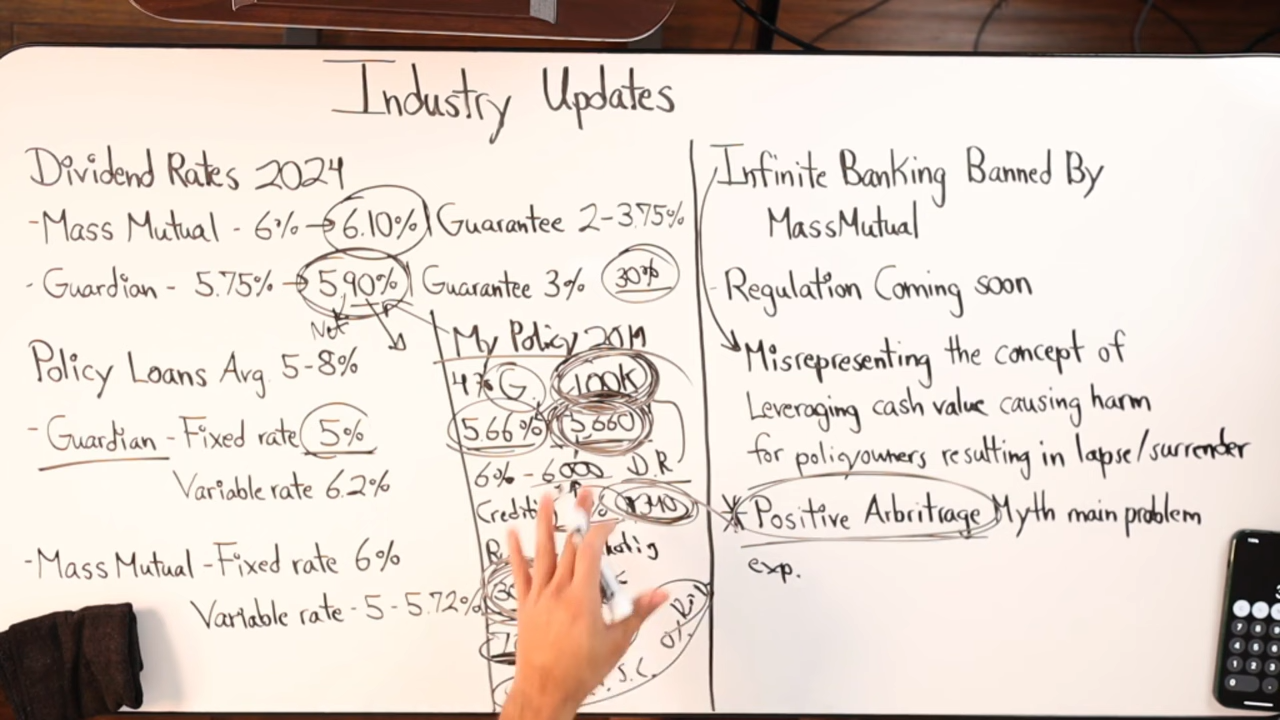 Industry Updates
Dividend Rates 2024
- Mass Mutual - 6% → 6.10% Guarantee 2-3.75%
- Guardian - 5.75% → 5.90% Guarantee 3% 30%
Net
Policy Loans Avg. 5-8%
- Guardian - Fixed rate 5%
Variable rate 6.2%
- Mass Mutual - Fixed rate 6%
Variable rate - 5 - 5.72%
My Policy 2019
4% G. 100K
5.66% 5,660
6% - 6000 D.R
$340
S.C.
Infinite Banking Banned By
MassMutual
- Regulation Coming soon
Misrepresenting the concept of
Leveraging cash value causing harm
for policyowners resulting in lapse/surrender
* Positive Arbritrage Myth main problem
exp.